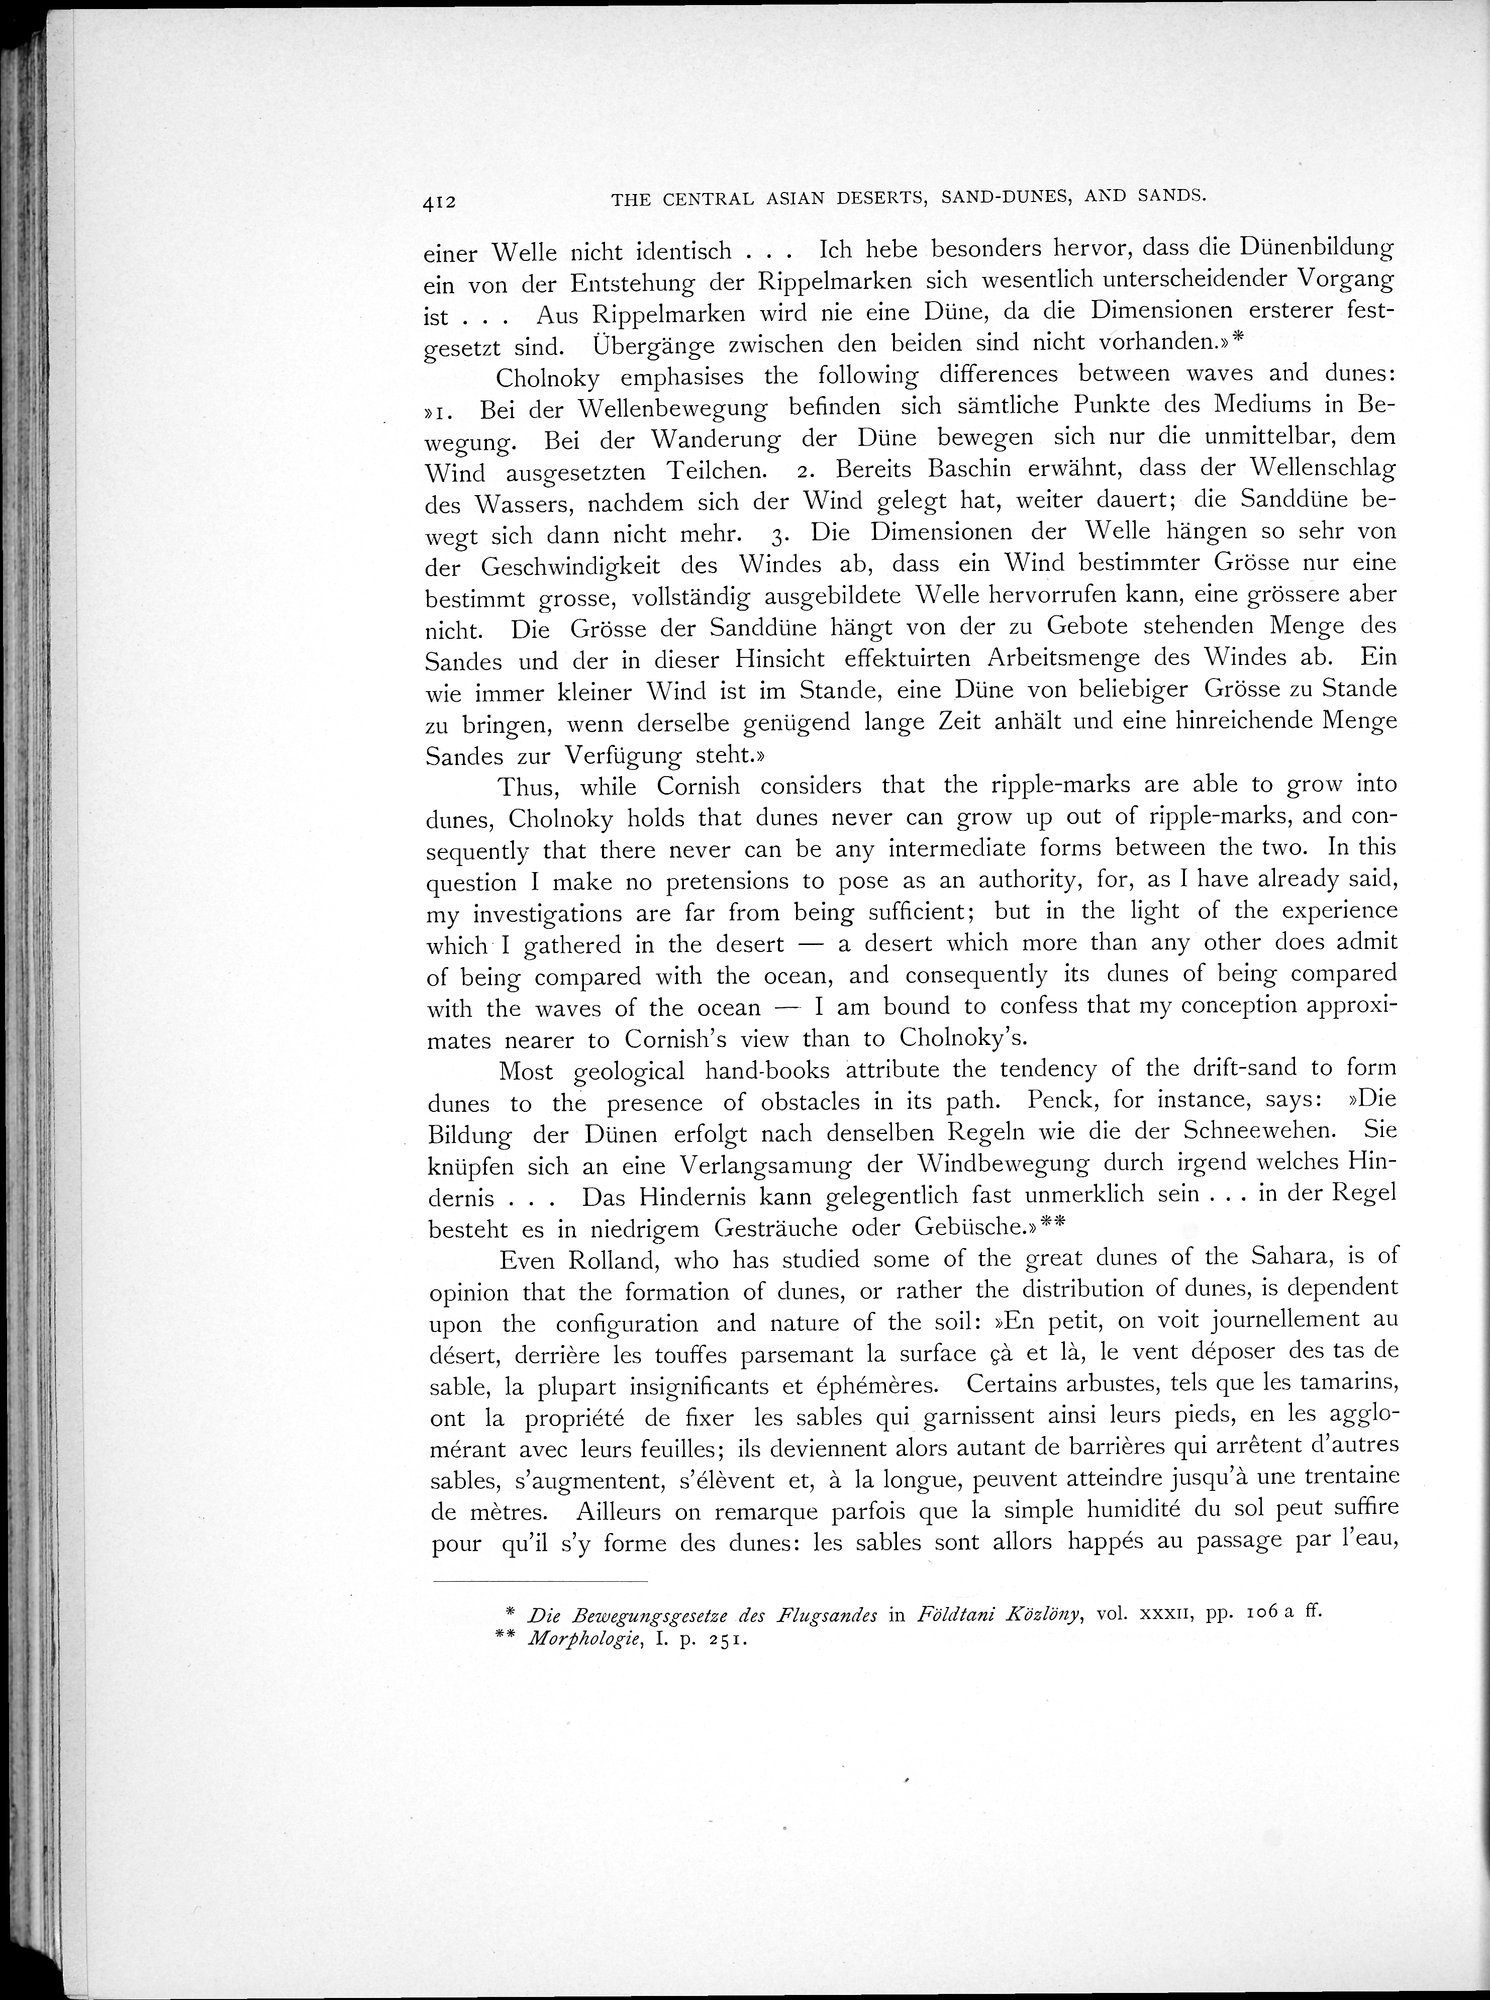 412 THE CENTRAL ASIAN DESERTS, SAND-DUNES, AND SANDS.
einer Welle nicht identisch . . . Ich hebe besonders hervor, dass die Dünenbildung
ein von der Entstehung der Rippelmarken sich wesentlich unterscheidender Vorgang
ist . . . Aus Rippelmarken wird nie eine Düne, da die Dimensionen ersterer fest-
gesetzt sind. Übergänge zwischen den beiden sind nicht vorhanden.»*
Cholnoky emphasises the following differences between waves and dunes:
»1. Bei der Wellenbewegung befinden sich sämtliche Punkte des Mediums in Be-
wegung. Bei der Wanderung der Düne bewegen sich nur die unmittelbar, dem
Wind ausgesetzten Teilchen. 2. Bereits Baschin erwähnt, dass der Wellenschlag
des Wassers, nachdem sich der Wind gelegt hat, weiter dauert; die Sanddüne be-
wegt sich dann nicht mehr. 3. Die Dimensionen der Welle hängen so sehr von
der Geschwindigkeit des Windes ab, dass ein Wind bestimmter Grösse nur eine
bestimmt grosse, vollständig ausgebildete Welle hervorrufen kann, eine grössere aber
nicht. Die Grösse der Sanddüne hängt von der zu Gebote stehenden Menge des
Sandes und der in dieser Hinsicht effektuirten Arbeitsmenge des Windes ab. Ein
wie immer kleiner Wind ist im Stande, eine Düne von beliebiger Grösse zu Stande
zu bringen, wenn derselbe genügend lange Zeit anhält und eine hinreichende Menge
Sandes zur Verfügung steht.»
Thus, while Cornish considers that the ripple-marks are able to grow into
dunes, Cholnoky holds that dunes never can grow up out of ripple-marks, and con-
sequently that there never can be any intermediate forms between the two. In this
question I make no pretensions to pose as an authority, for, as I have already said,
my investigations are far from being sufficient; but in the light of the experience
which I gathered in the desert — a desert which more than any other does admit
of being compared with the ocean, and consequently its dunes of being compared
with the waves of the ocean — I am bound to confess that my conception approxi-
mates nearer to Cornish's view than to Cholnoky's.
Most geological hand-books attribute the tendency of the drift-sand to form
dunes to the presence of obstacles in its path. Penck, for instance, says: »Die
Bildung der Dünen erfolgt nach denselben Regeln wie die der Schneewehen. Sie
knüpfen sich an eine Verlangsamung der Windbewegung durch irgend welches Hin-
dernis . . . Das Hindernis kann gelegentlich fast unmerklich sein . . . in der Regel
besteht es in niedrigem Gesträuche oder Gebüsche.»**
Even Rolland, who has studied some of the great dunes of the Sahara, is of
opinion that the formation of dunes, or rather the distribution of dunes, is dependent
upon the configuration and nature of the soil: »En petit, on voit journellement au
désert, derrière les touffes parsemant la surface çà et là, le vent déposer des tas de
sable, la plupart insignificants et éphémères. Certains arbustes, tels que les tamarins,
ont la propriété de fixer les sables qui garnissent ainsi leurs pieds, en les agglo-
mérant avec leurs feuilles; ils deviennent alors autant de barrières qui arrêtent d'autres
sables, s'augmentent, s'élèvent et, à la longue, peuvent atteindre jusqu'à une trentaine
de mètres. Ailleurs on remarque parfois que la simple humidité du sol peut suffire
pour qu'il s'y forme des dunes: les sables sont allors happés au passage par l'eau,
* Die Bewegungsgesetze des Flugsandes in Földtani Közlöny, vol. XXXII, pp. 106 a ff.
** Morphologie, I. p. 251.